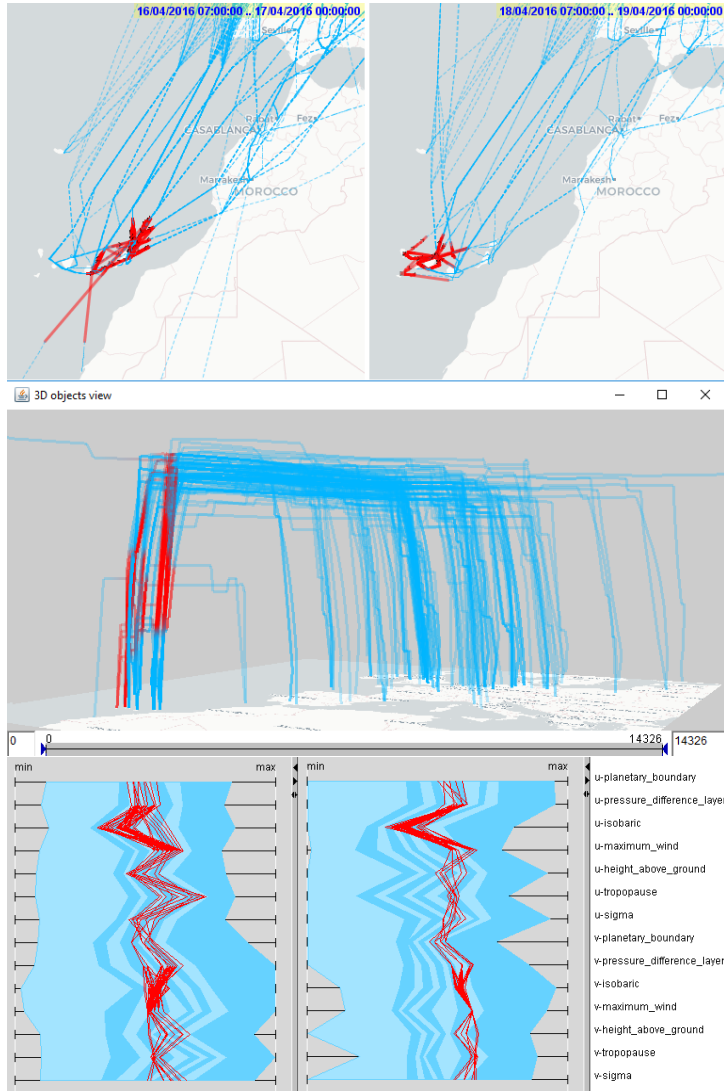 16/04/2016 07:00:00 .. 17/04/2016 00:00:00
18/04/2016 07:00:00 .. 19/04/2016 00:00:00
Seville
Seville
Rabat
Fez
CASABLANCA
Rabat
Fez
CASABLANCA
Marrakesh
MOROCCO
Marrakesh
MOROCCO
3D objects view
0
0
14326
14326
min
max
min
max
u-planetary_boundary
u-pressure_difference_layer
u-isobaric
u-maximum_wind
u-height_above_ground
u-tropopause
u-sigma
v-planetary_boundary
v-pressure_difference_layer
v-isobaric
v-maximum_wind
v-height_above_ground
v-tropopause
v-sigma